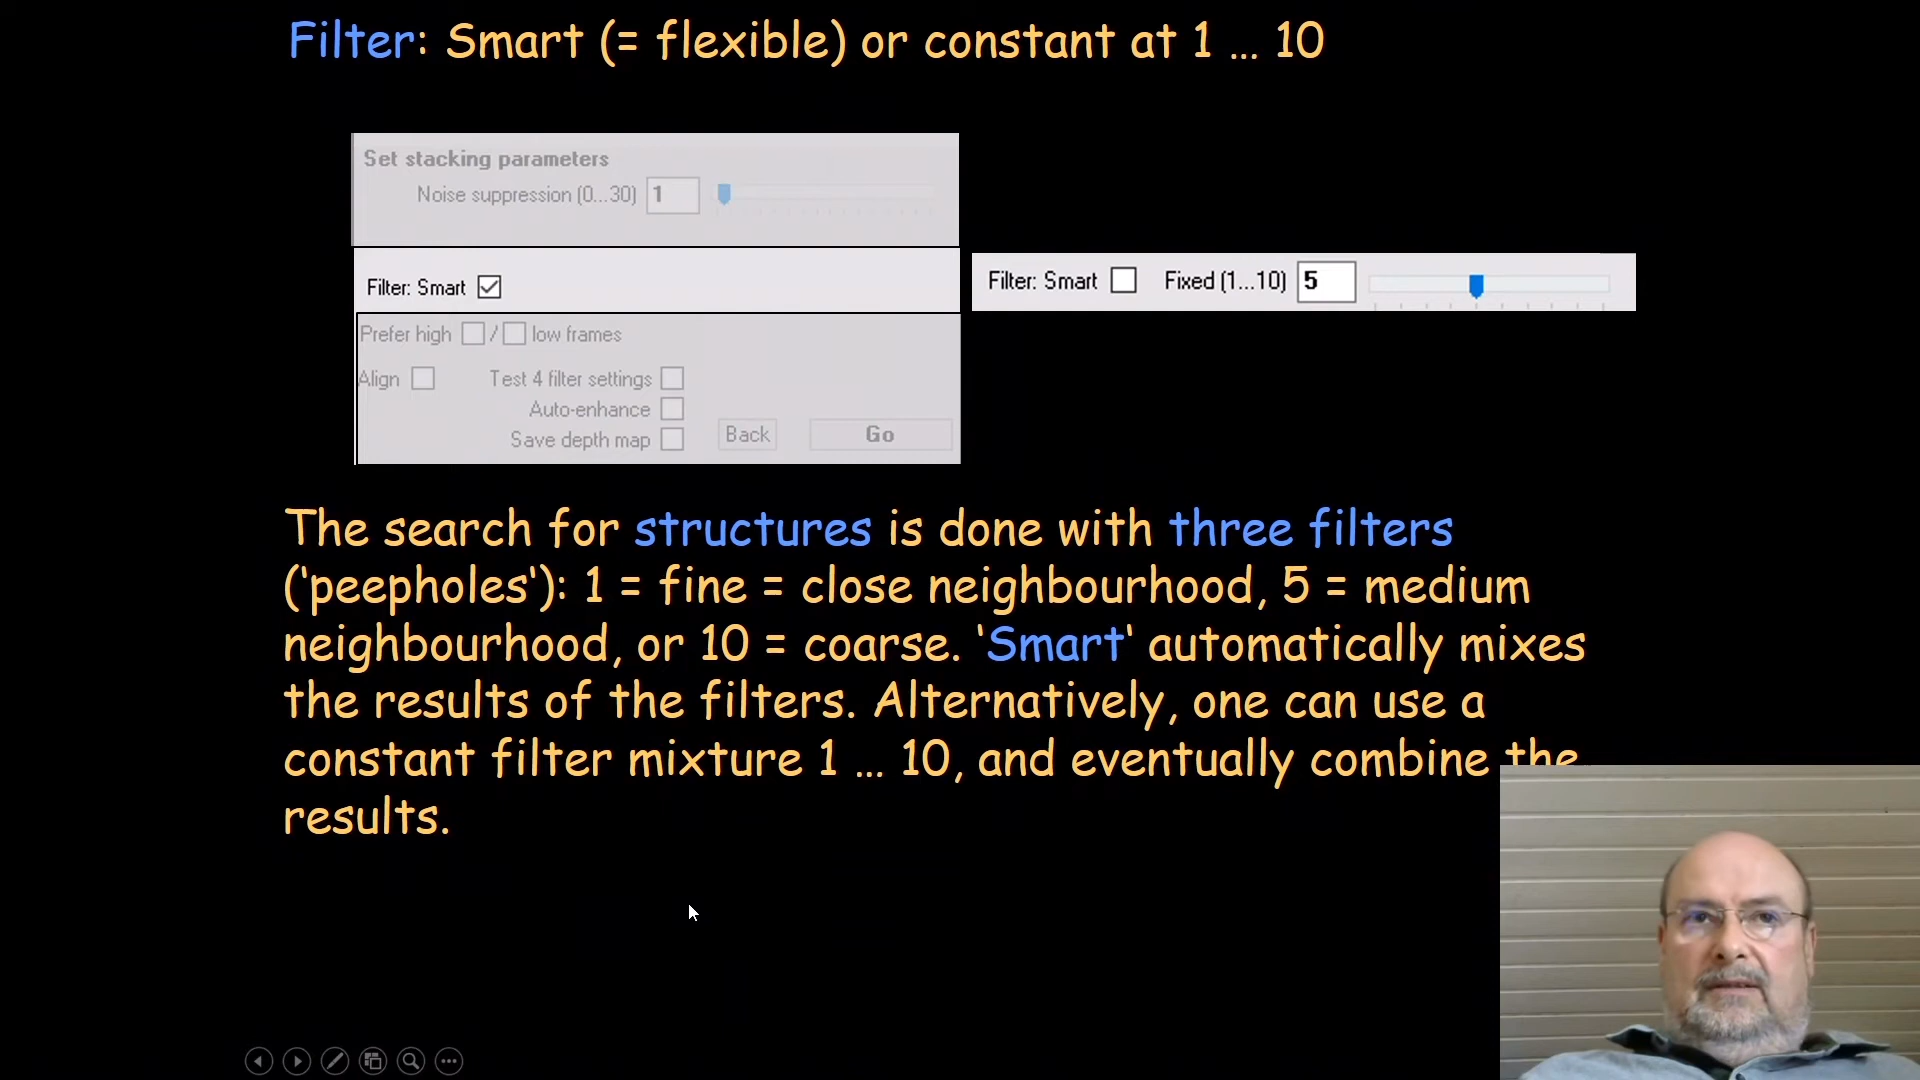 Filter: Smart (= flexible) or constant at 1 ... 10
Set stacking parameters
Noise suppression (0...30) 1
Filter: Smart
Filter: Smart Fixed (1...10) 5
Prefer high / low frames
Align Test 4 filter settings
Auto-enhance
Save depth map Back Go
The search for structures is done with three filters
('peepholes'): 1 = fine = close neighbourhood, 5 = medium
neighbourhood, or 10 = coarse. 'Smart' automatically mixes
the results of the filters. Alternatively, one can use a
constant filter mixture 1 ... 10, and eventually combine the
results.